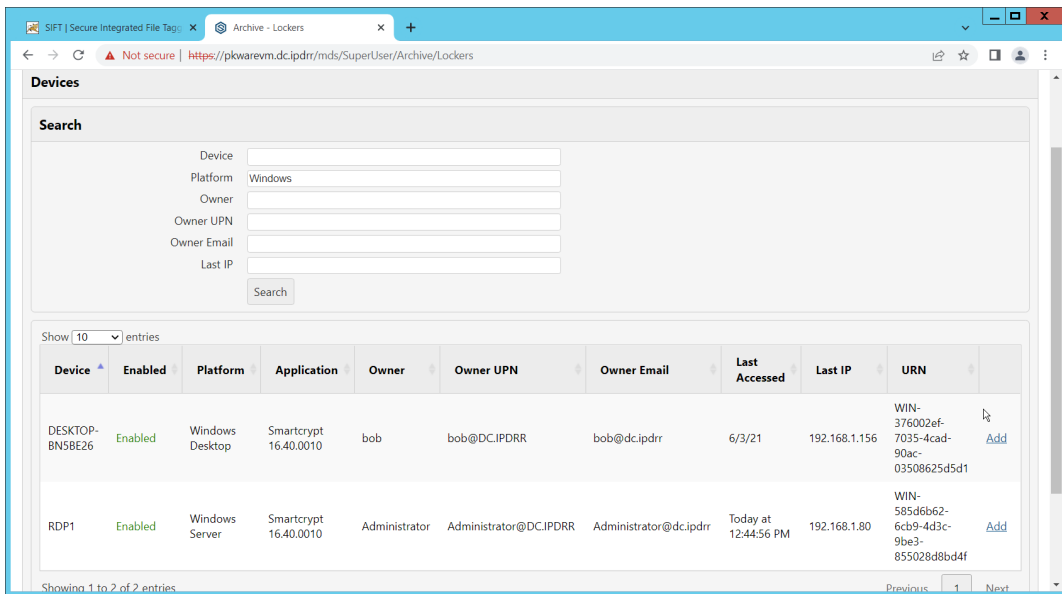 SIFT | Secure Integrated File Tagg
Archive - Lockers
Not secure | https://pkwarevm.dc.ipdrr/mds/SuperUser/Archive/Lockers
Devices
Search
Device
Platform Windows
Owner
Owner UPN
Owner Email
Last IP
Search
Show 10 entries
Device Enabled Platform Application Owner Owner UPN Owner Email Last Accessed Last IP URN
DESKTOP-BN5BE26 Enabled Windows Desktop Smartcrypt 16.40.0010 bob bob@DC.IPDRR bob@dc.ipdrr 6/3/21 192.168.1.156 WIN-376002ef-7035-4cad-90ac-03508625d5d1 Add
RDP1 Enabled Windows Server Smartcrypt 16.40.0010 Administrator Administrator@DC.IPDRR Administrator@dc.ipdrr Today at 12:44:56 PM 192.168.1.80 WIN-585d6b62-6cb9-4d3c-9be3-855028d8bd4f Add
Showing 1 to 2 of 2 entries
Previous 1 Next